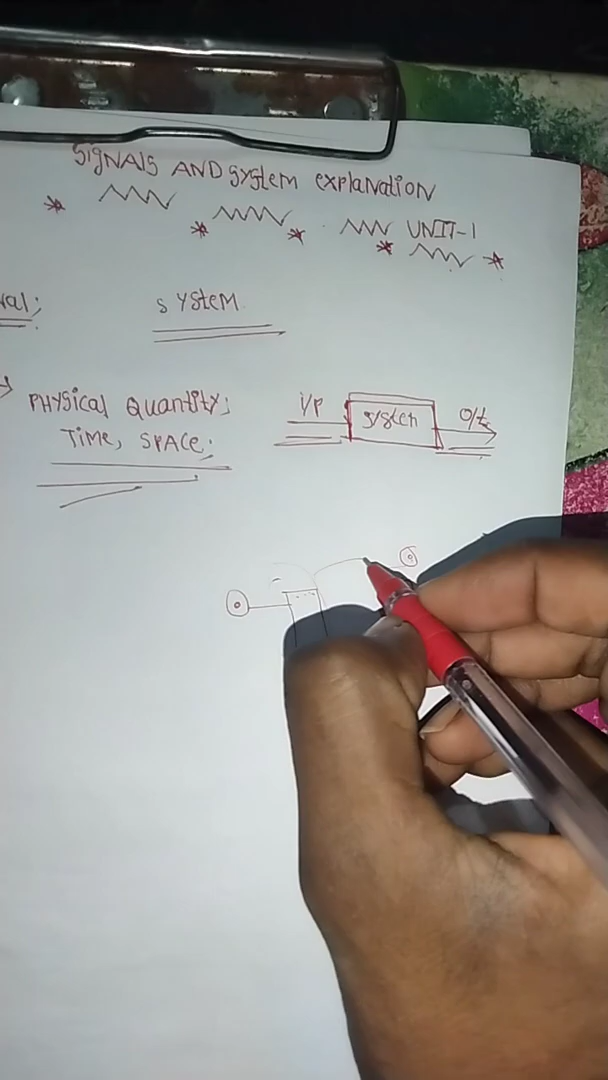 SIGNALS AND SYSTEM EXPLANATION
UNIT-1
SYSTEM
PHYSICAL QUANTITY;
TIME, SPACE;
i/P system